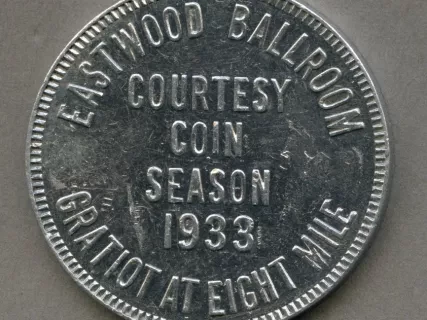 EASTWOOD BALLROOM
COURTESY
COIN
SEASON
1933
GRATIOT AT EIGHT MILE